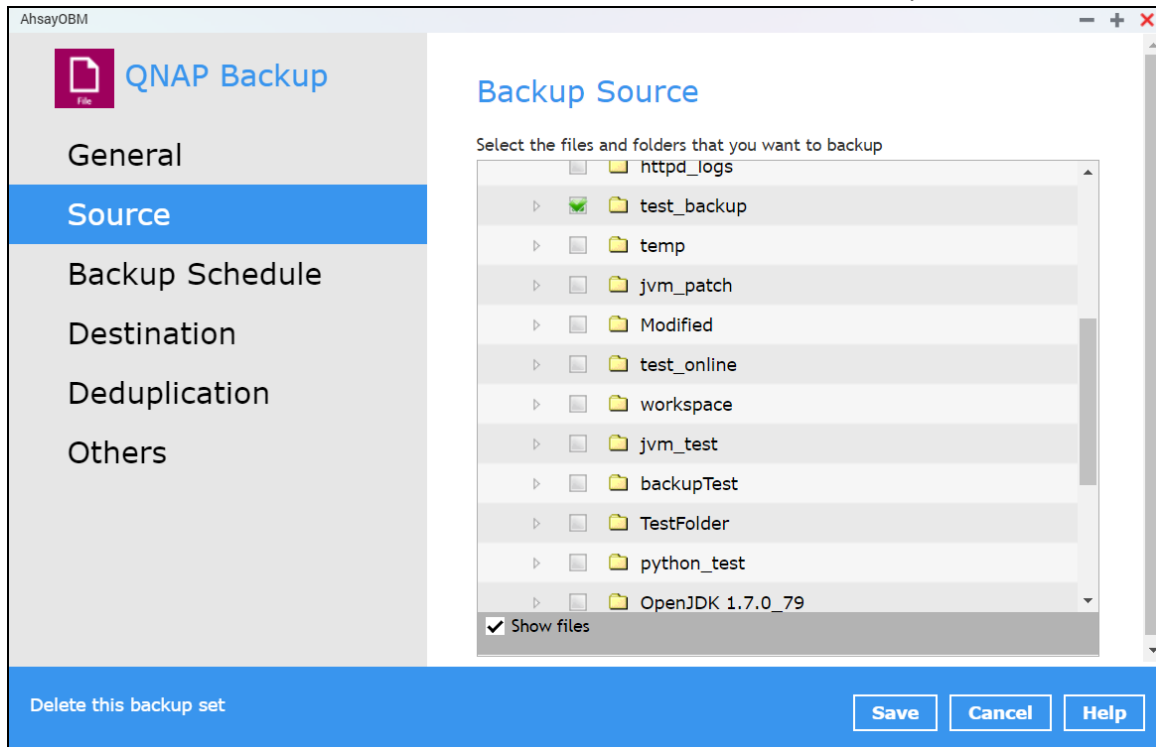 AhsayOBM
File
QNAP Backup
General
Source
Backup Schedule
Destination
Deduplication
Others
Backup Source
Select the files and folders that you want to backup
httpd_logs
test_backup
temp
jvm_patch
Modified
test_online
workspace
jvm_test
backupTest
TestFolder
python_test
OpenJDK 1.7.0_79
Show files
Delete this backup set
Save Cancel Help